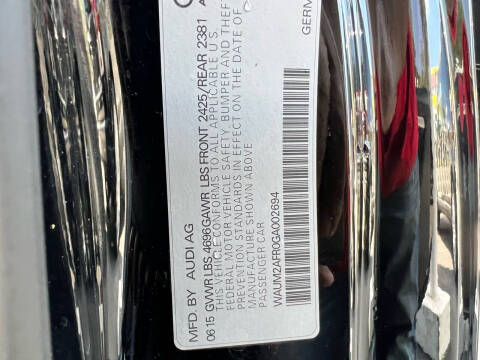 MFD. BY AUDI AG
06 15 GVWR LBS 4696 GAWR LBS FRONT 2425/REAR 2381
THIS VEHICLE CONFORMS TO ALL APPLICABLE U.S.
FEDERAL MOTOR VEHICLE SAFETY, BUMPER, AND THEFT
PREVENTION STANDARDS IN EFFECT ON THE DATE OF
MANUFACTURE SHOWN ABOVE
PASSENGER CAR
WAUM2AFR0GA002694
GERM